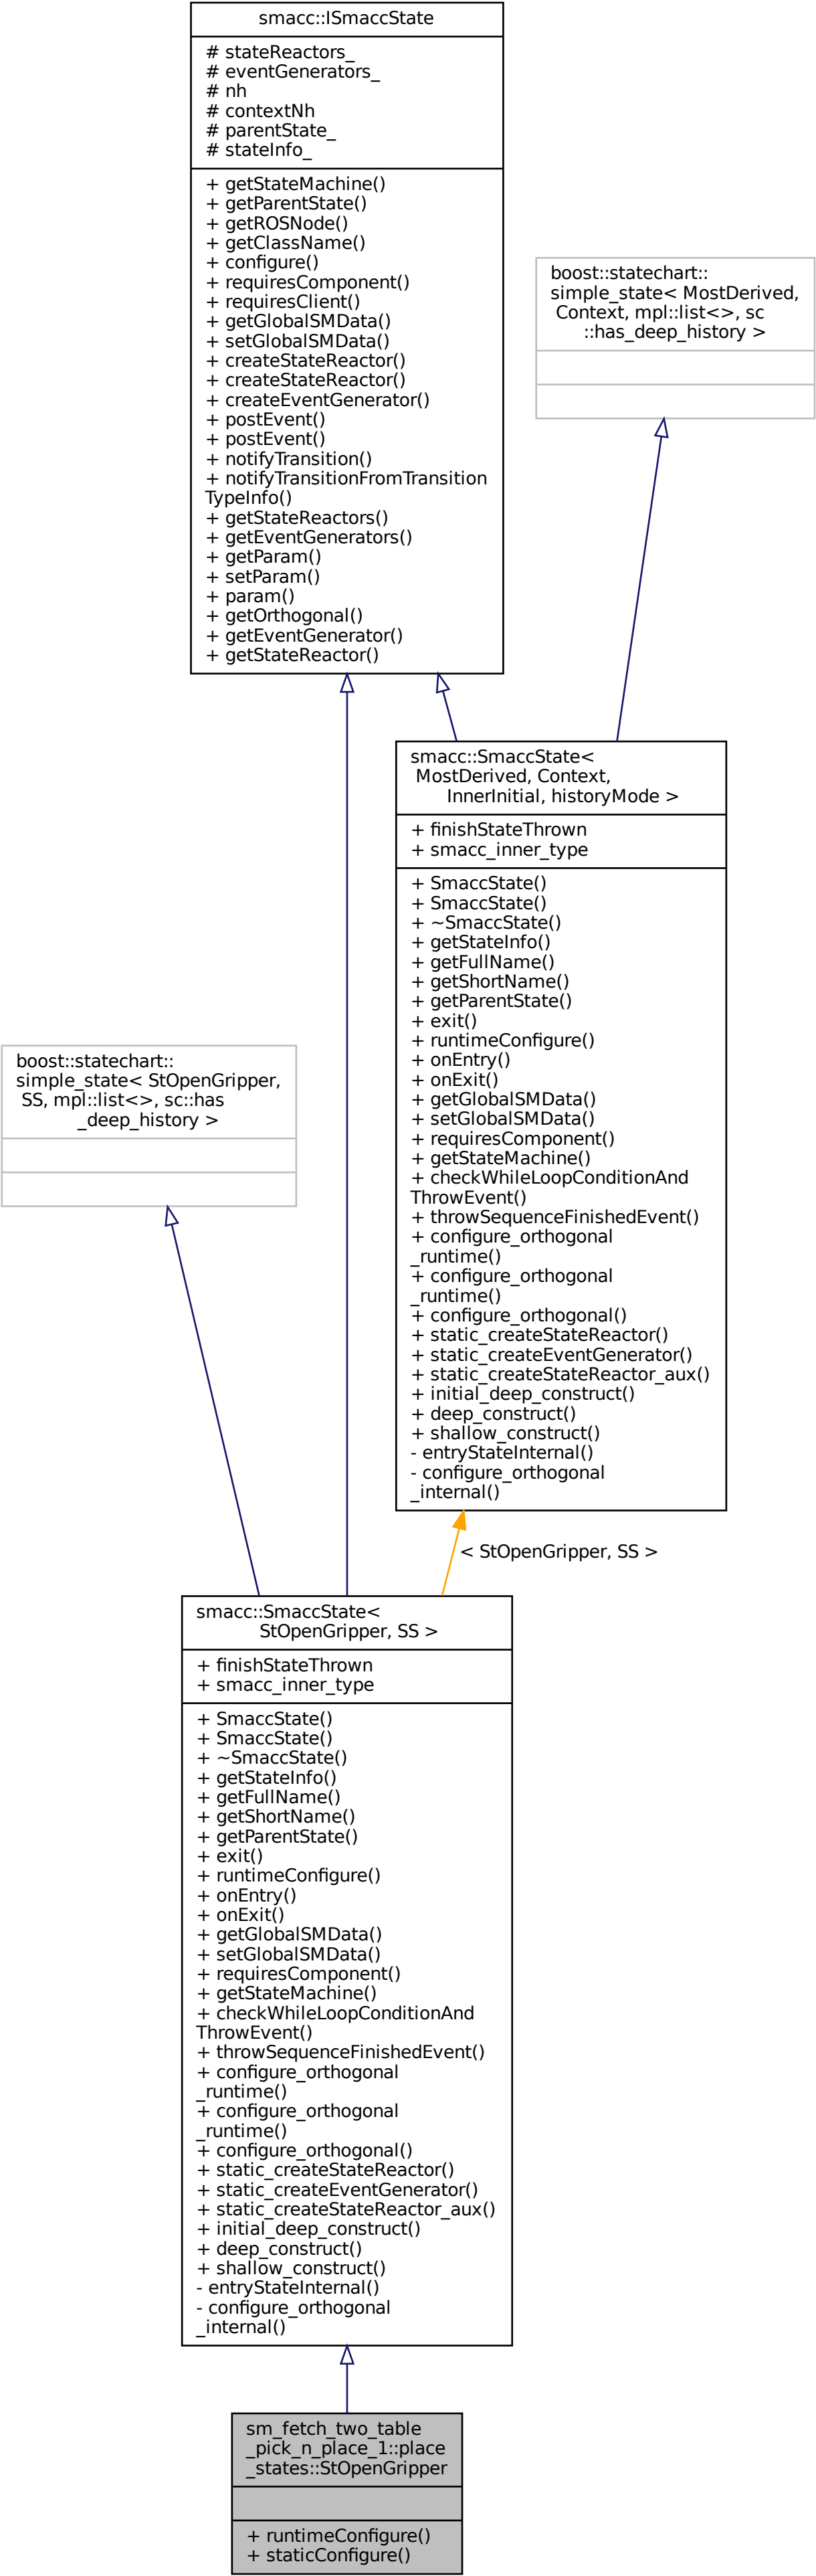 smacc::ISmaccState
# stateReactors_
# eventGenerators_
# nh
# contextNh
# parentState_
# stateInfo_
+ getStateMachine()
+ getParentState()
+ getROSNode()
+ getClassName()
+ configure()
+ requiresComponent()
+ requiresClient()
+ getGlobalSMData()
+ setGlobalSMData()
+ createStateReactor()
+ createStateReactor()
+ createEventGenerator()
+ postEvent()
+ postEvent()
+ notifyTransition()
+ notifyTransitionFromTransition
TypeInfo()
+ getStateReactors()
+ getEventGenerators()
+ getParam()
+ setParam()
+ param()
+ getOrthogonal()
+ getEventGenerator()
+ getStateReactor()
boost::statechart::
simple_state< MostDerived,
Context, mpl::list<>, sc
::has_deep_history >
smacc::SmaccState<
MostDerived, Context,
InnerInitial, historyMode >
+ finishStateThrown
+ smacc_inner_type
+ SmaccState()
+ SmaccState()
+ ~SmaccState()
+ getStateInfo()
+ getFullName()
+ getShortName()
+ getParentState()
+ exit()
+ runtimeConfigure()
+ onEntry()
+ onExit()
+ getGlobalSMData()
+ setGlobalSMData()
+ requiresComponent()
+ getStateMachine()
+ checkWhileLoopConditionAnd
ThrowEvent()
+ throwSequenceFinishedEvent()
+ configure_orthogonal
_runtime()
+ configure_orthogonal
_runtime()
+ configure_orthogonal()
+ static_createStateReactor()
+ static_createEventGenerator()
+ static_createStateReactor_aux()
+ initial_deep_construct()
+ deep_construct()
+ shallow_construct()
- entryStateInternal()
- configure_orthogonal
_internal()
boost::statechart::
simple_state< StOpenGripper,
SS, mpl::list<>, sc::has
_deep_history >
< StOpenGripper, SS >
smacc::SmaccState<
StOpenGripper, SS >
+ finishStateThrown
+ smacc_inner_type
+ SmaccState()
+ SmaccState()
+ ~SmaccState()
+ getStateInfo()
+ getFullName()
+ getShortName()
+ getParentState()
+ exit()
+ runtimeConfigure()
+ onEntry()
+ onExit()
+ getGlobalSMData()
+ setGlobalSMData()
+ requiresComponent()
+ getStateMachine()
+ checkWhileLoopConditionAnd
ThrowEvent()
+ throwSequenceFinishedEvent()
+ configure_orthogonal
_runtime()
+ configure_orthogonal
_runtime()
+ configure_orthogonal()
+ static_createStateReactor()
+ static_createEventGenerator()
+ static_createStateReactor_aux()
+ initial_deep_construct()
+ deep_construct()
+ shallow_construct()
- entryStateInternal()
- configure_orthogonal
_internal()
sm_fetch_two_table
_pick_n_place_1::place
_states::StOpenGripper
+ runtimeConfigure()
+ staticConfigure()